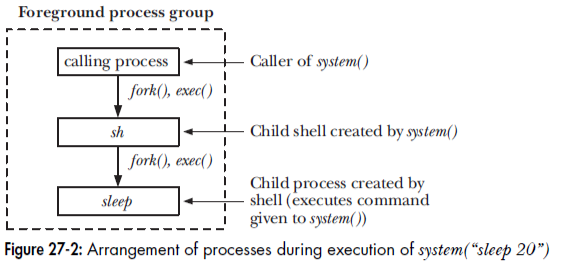 Foreground process group
calling process
Caller of system()
fork(), exec()
sh
Child shell created by system()
fork(), exec()
sleep
Child process created by
shell (executes command
given to system())
Figure 27-2: Arrangement of processes during execution of system(“sleep 20”)